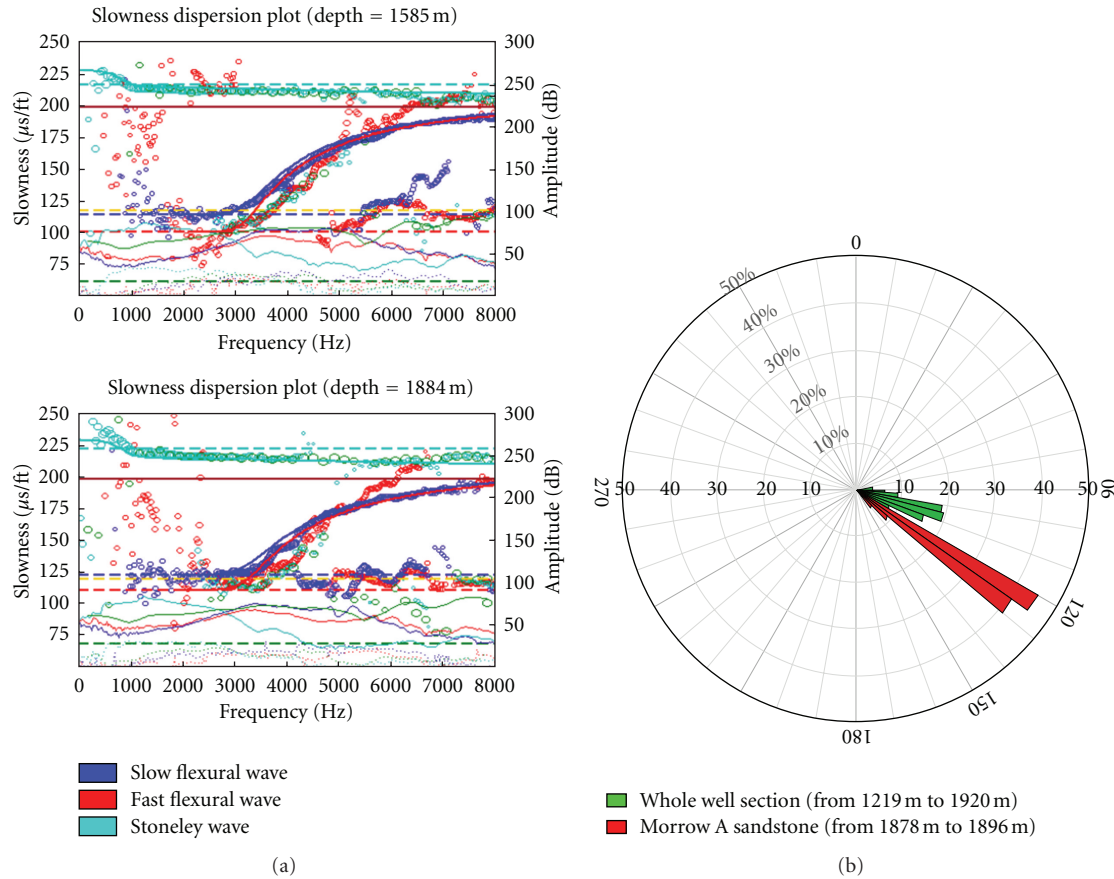 Slowness dispersion plot (depth = 1585 m)
250
225
200
175
150
125
100
75
Slowness (μs/ft)
300
250
200
150
100
50
Amplitude (dB)
0 1000 2000 3000 4000 5000 6000 7000 8000
Frequency (Hz)
Slowness dispersion plot (depth = 1884 m)
250
225
200
175
150
125
100
75
Slowness (μs/ft)
300
250
200
150
100
50
Amplitude (dB)
0 1000 2000 3000 4000 5000 6000 7000 8000
Frequency (Hz)
Slow flexural wave
Fast flexural wave
Stoneley wave
(a)
0
50%
40%
30%
20%
10%
270
50 40 30 20 10 10 20 30 40 50
90
120
150
180
Whole well section (from 1219 m to 1920 m)
Morrow A sandstone (from 1878 m to 1896 m)
(b)